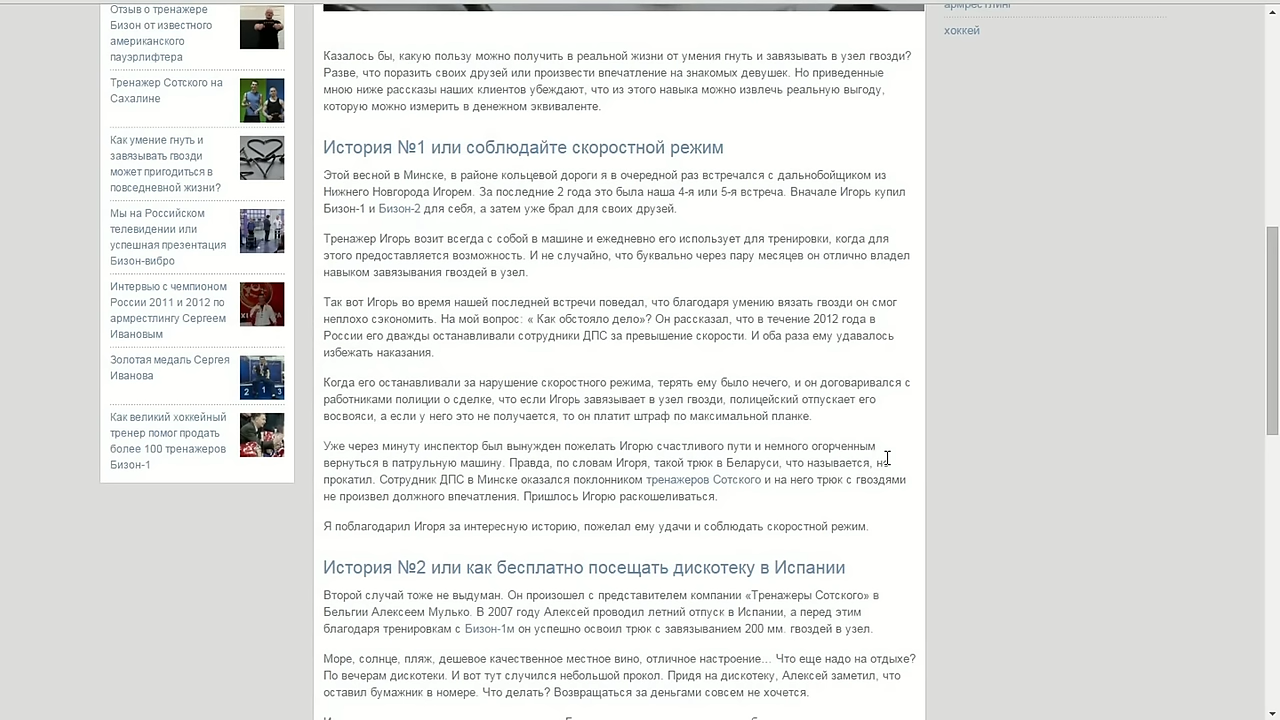 Отзыв о тренажере
Бизон от известного
американского
пауэрлифтера
Тренажер Сотского на
Сахалине
Как умение гнуть и
завязывать гвозди
может пригодиться в
повседневной жизни?
Мы на Российском
телевидении или
успешная презентация
Бизон-вибро
Интервью с чемпионом
России 2011 и 2012 по
армрестлингу Сергеем
Ивановым
Золотая медаль Сергея
Иванова
Как великий хоккейный
тренер помог продать
более 100 тренажеров
Бизон-1
Казалось бы, какую пользу можно получить в реальной жизни от умения гнуть и завязывать в узел гвозди?
Разве, что поразить своих друзей или произвести впечатление на знакомых девушек. Но приведенные
мною ниже рассказы наших клиентов убеждают, что из этого навыка можно извлечь реальную выгоду,
которую можно измерить в денежном эквиваленте.
История №1 или соблюдайте скоростной режим
Этой весной в Минске, в районе кольцевой дороги я в очередной раз встречался с дальнобойщиком из
Нижнего Новгорода Игорем. За последние 2 года это была наша 4-я или 5-я встреча. Вначале Игорь купил
Бизон-1 и Бизон-2 для себя, а затем уже брал для своих друзей.
Тренажер Игорь возит всегда с собой в машине и ежедневно его использует для тренировки, когда для
этого предоставляется возможность. И не случайно, что буквально через пару месяцев он отлично владел
навыком завязывания гвоздей в узел.
Так вот Игорь во время нашей последней встречи поведал, что благодаря умению вязать гвозди он смог
неплохо сэкономить. На мой вопрос: « Как обстояло дело»? Он рассказал, что в течение 2012 года в
России его дважды останавливали сотрудники ДПС за превышение скорости. И оба раза ему удавалось
избежать наказания.
Когда его останавливали за нарушение скоростного режима, терять ему было нечего, и он договаривался с
работниками полиции о сделке, что если Игорь завязывает в узел гвозди, полицейский отпускает его
восвояси, а если у него это не получается, то он платит штраф по максимальной планке.
Уже через минуту инспектор был вынужден пожелать Игорю счастливого пути и немного огорченным
вернуться в патрульную машину. Правда, по словам Игоря, такой трюк в Беларуси, что называется, не
прокатил. Сотрудник ДПС в Минске оказался поклонником тренажеров Сотского и на него трюк с гвоздями
не произвел должного впечатления. Пришлось Игорю раскошеливаться.
Я поблагодарил Игоря за интересную историю, пожелал ему удачи и соблюдать скоростной режим.
История №2 или как бесплатно посещать дискотеку в Испании
Второй случай тоже не выдуман. Он произошел с представителем компании «Тренажеры Сотского» в
Бельгии Алексеем Мулько. В 2007 году Алексей проводил летний отпуск в Испании, а перед этим
благодаря тренировкам с Бизон-1м он успешно освоил трюк с завязыванием 200 мм. гвоздей в узел.
Море, солнце, пляж, дешевое качественное местное вино, отличное настроение... Что еще надо на отдыхе?
По вечерам дискотеки. И вот тут случился небольшой прокол. Придя на дискотеку, Алексей заметил, что
оставил бумажник в номере. Что делать? Возвращаться за деньгами совсем не хочется.
армрестлинг
хоккей